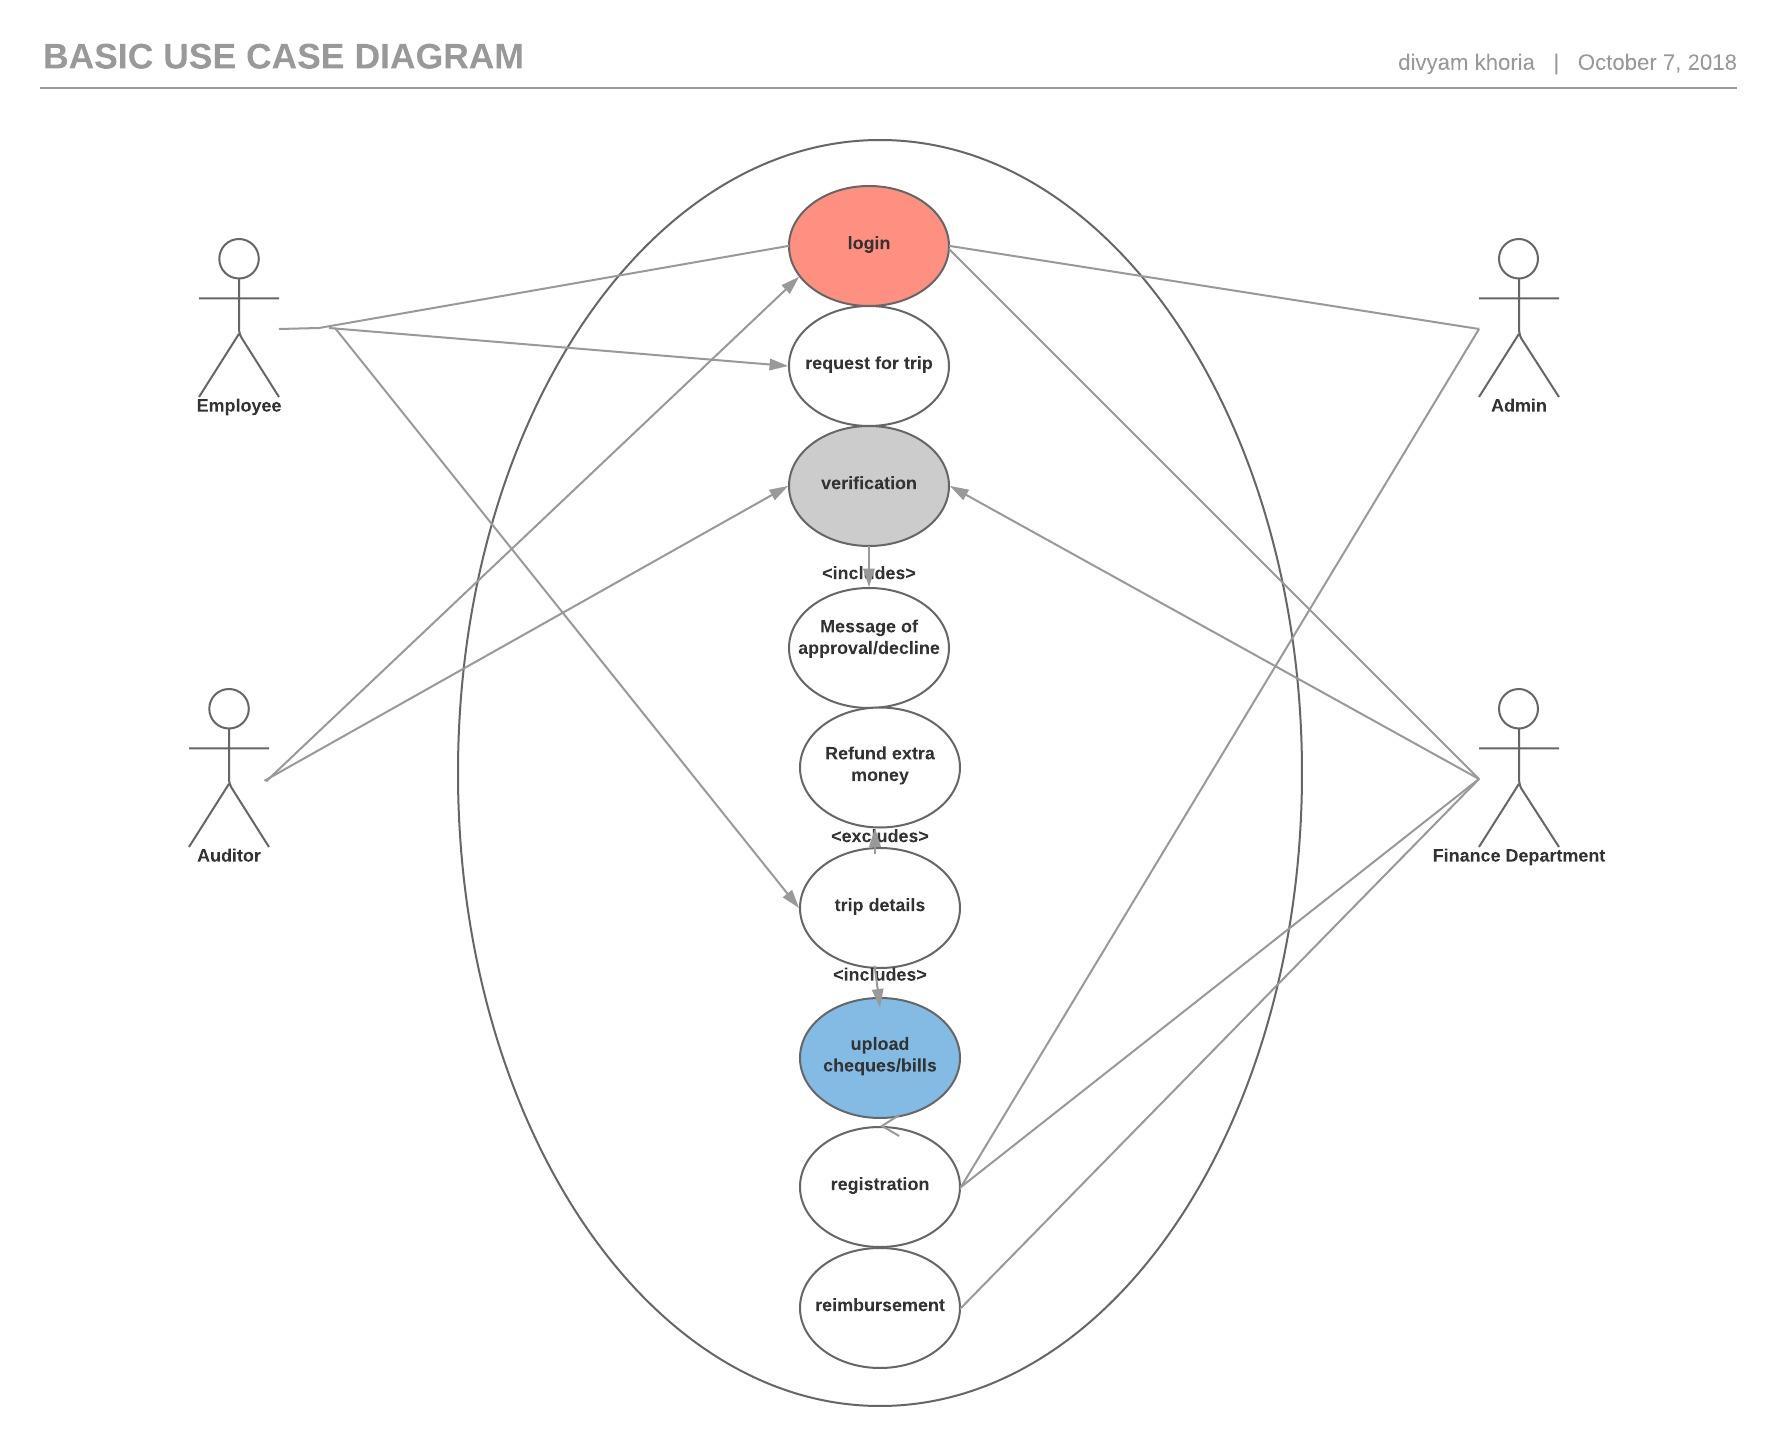 BASIC USE CASE DIAGRAM
divyam khoria | October 7, 2018
login
request for trip
verification
Employee
Admin
<includes>
Message of
approval/decline
Refund extra
money
<excludes>
Auditor
Finance Department
trip details
<includes>
upload
cheques/bills
registration
reimbursement